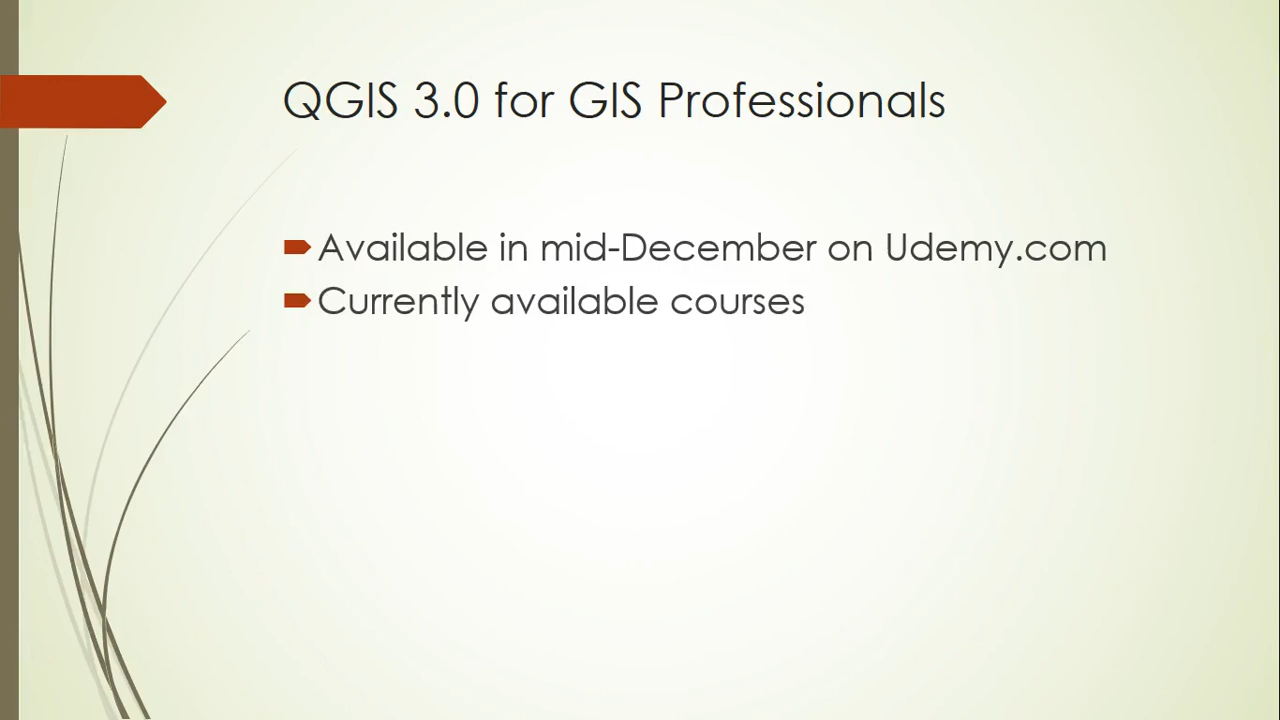 QGIS 3.0 for GIS Professionals
Available in mid-December on Udemy.com
Currently available courses